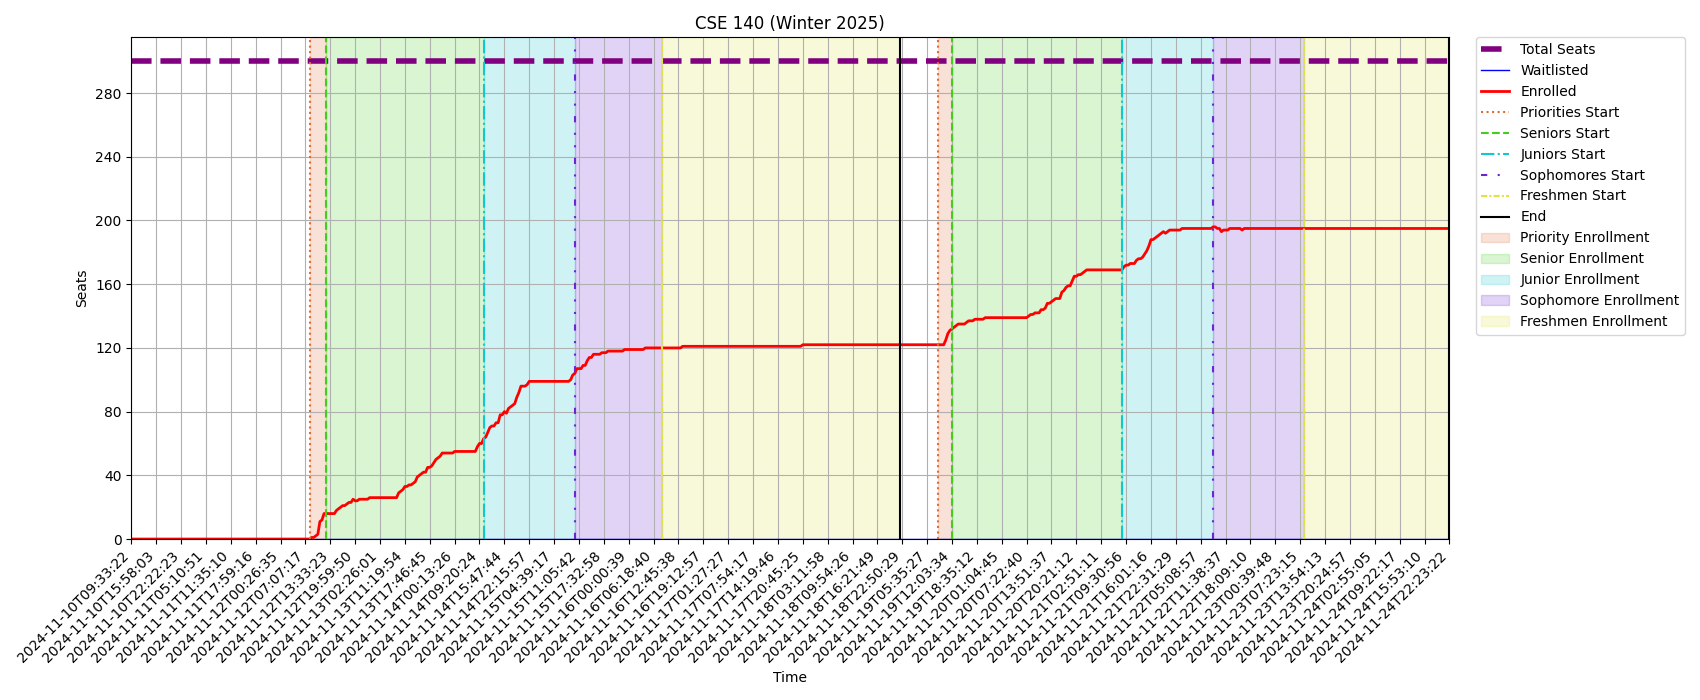 CSE 140 (Winter 2025)
Seats
280
240
200
160
120
80
40
0
2024-11-10T09:33:22
2024-11-10T15:58:03
2024-11-10T22:22:23
2024-11-11T05:10:51
2024-11-11T11:35:10
2024-11-11T17:59:16
2024-11-12T00:26:35
2024-11-12T07:07:17
2024-11-12T13:33:23
2024-11-12T19:59:50
2024-11-13T02:26:01
2024-11-13T11:19:54
2024-11-13T17:46:45
2024-11-14T00:13:26
2024-11-14T09:20:24
2024-11-14T15:47:44
2024-11-14T22:15:57
2024-11-15T04:39:17
2024-11-15T11:05:42
2024-11-15T17:32:58
2024-11-16T00:00:39
2024-11-16T06:18:40
2024-11-16T12:45:38
2024-11-16T19:12:57
2024-11-17T01:27:27
2024-11-17T07:54:17
2024-11-17T14:19:46
2024-11-17T20:45:25
2024-11-18T03:11:58
2024-11-18T09:54:26
2024-11-18T16:21:49
2024-11-18T22:50:29
2024-11-19T05:35:27
2024-11-19T12:03:34
2024-11-19T18:35:12
2024-11-20T01:04:45
2024-11-20T07:22:40
2024-11-20T13:51:37
2024-11-20T20:21:12
2024-11-21T02:51:11
2024-11-21T09:30:56
2024-11-21T16:01:16
2024-11-21T22:31:29
2024-11-22T05:08:57
2024-11-22T11:38:37
2024-11-22T18:09:10
2024-11-23T00:39:48
2024-11-23T07:23:15
2024-11-23T13:54:13
2024-11-23T20:24:57
2024-11-24T02:55:05
2024-11-24T09:22:17
2024-11-24T15:53:10
2024-11-24T22:23:22
Time
Total Seats
Waitlisted
Enrolled
Priorities Start
Seniors Start
Juniors Start
Sophomores Start
Freshmen Start
End
Priority Enrollment
Senior Enrollment
Junior Enrollment
Sophomore Enrollment
Freshmen Enrollment